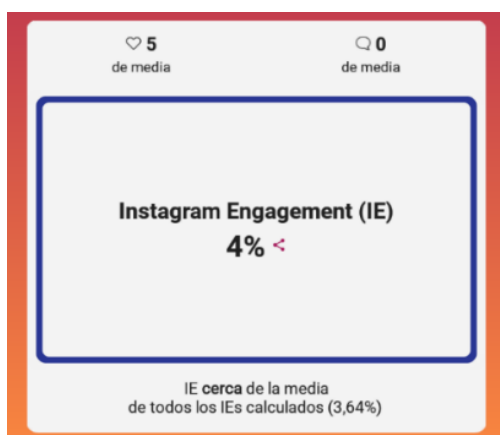 5 0
de media de media
Instagram Engagement (IE)
4%
IE cerca de la media
de todos los IEs calculados (3,64%)